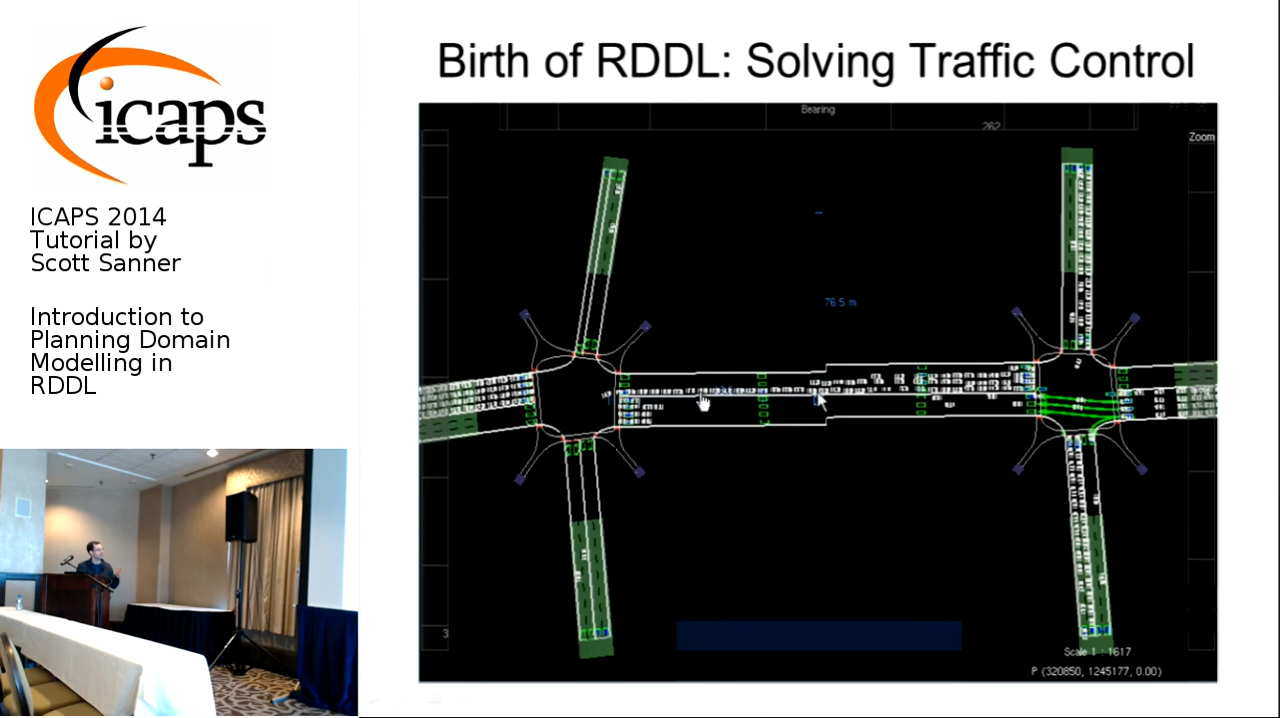 icaps
ICAPS 2014
Tutorial by
Scott Sanner
Introduction to
Planning Domain
Modelling in
RDDL
Birth of RDDL: Solving Traffic Control
Bearing
262
Zoom
76.5 m
3
Scale 1 : 1617
P (320850, 1245177, 0.00)